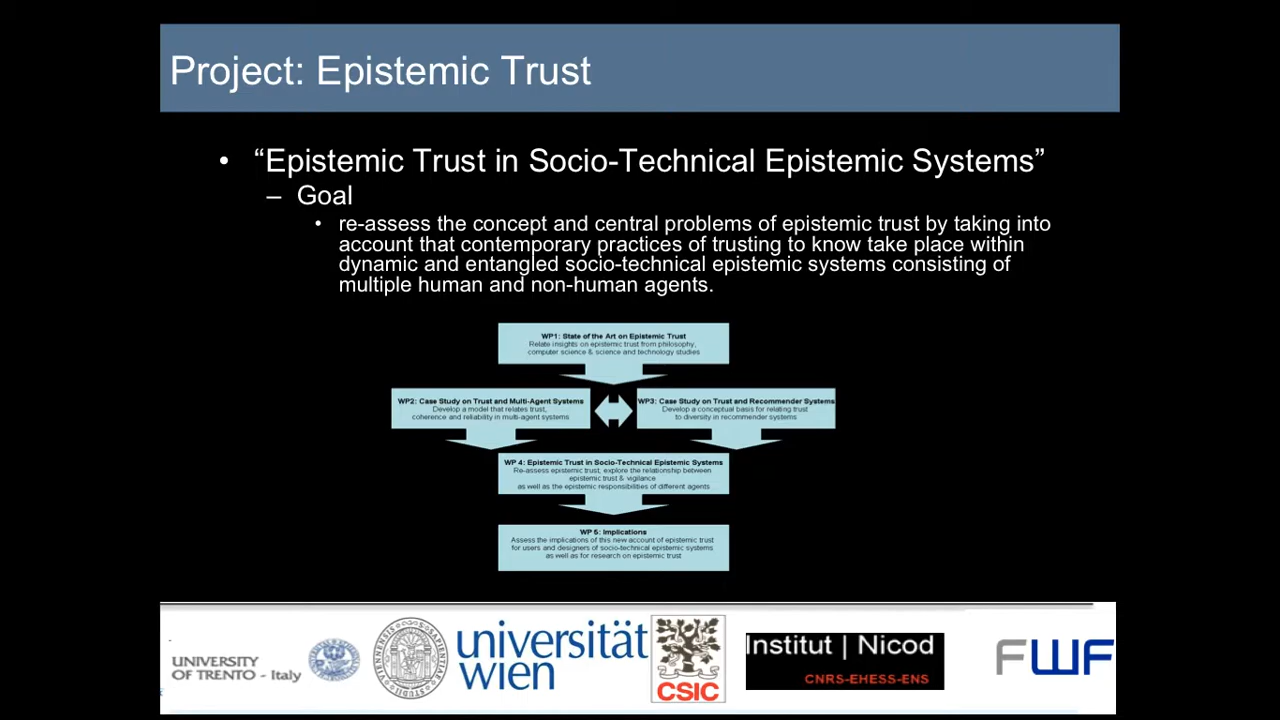 Project: Epistemic Trust
• “Epistemic Trust in Socio-Technical Epistemic Systems”
– Goal
• re-assess the concept and central problems of epistemic trust by taking into
account that contemporary practices of trusting to know take place within
dynamic and entangled socio-technical epistemic systems consisting of
multiple human and non-human agents.
WP1: State of the Art on Epistemic Trust
Relate insights on epistemic trust from philosophy,
computer science & science and technology studies
WP2: Case Study on Trust and Multi-Agent Systems
Develop a model that relates trust,
coherence and reliability in multi-agent systems
WP3: Case Study on Trust and Recommender Systems
Develop a conceptual basis for relating trust
to diversity in recommender systems
WP 4: Epistemic Trust in Socio-Technical Epistemic Systems
Re-assess epistemic trust, explore the relationship between
epistemic trust & vigilance
as well as the epistemic responsibilities of different agents
WP 5: Implications
Assess the implications of this new account of epistemic trust
for users and designers of socio-technical epistemic systems
as well as for research on epistemic trust
UNIVERSITY
OF TRENTO - Italy
universität
wien
CSIC
Institut | Nicod
CNRS-EHESS-ENS
FWF